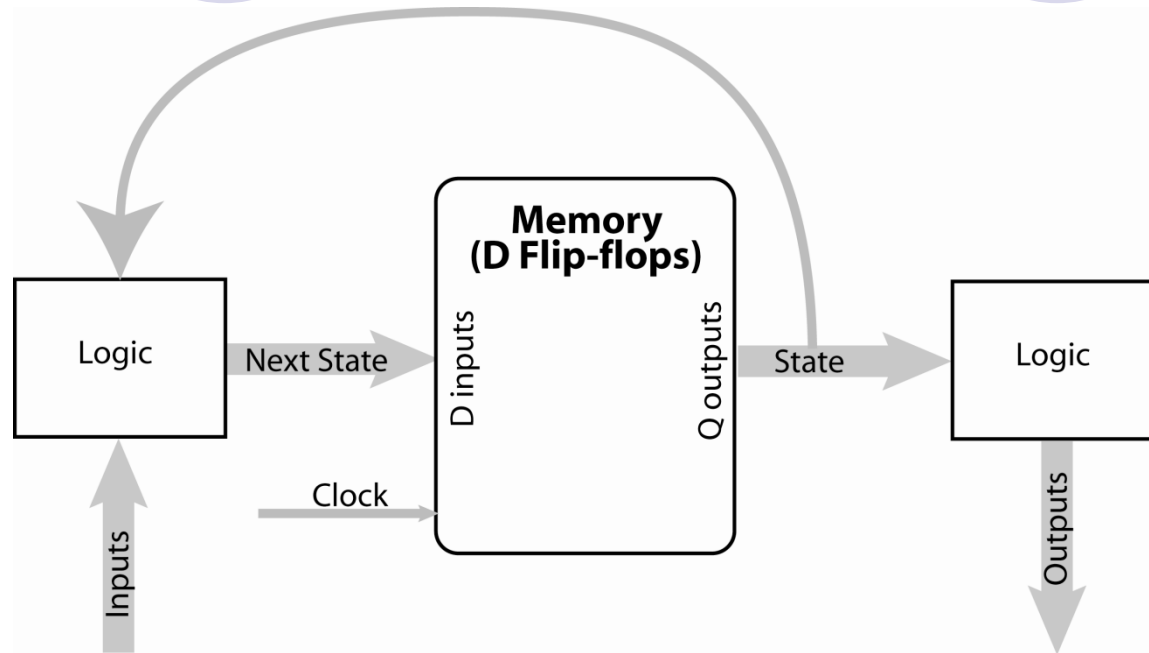 Memory
(D Flip-flops)
Logic
Next State
D inputs
Q outputs
State
Logic
Clock
Inputs
Outputs